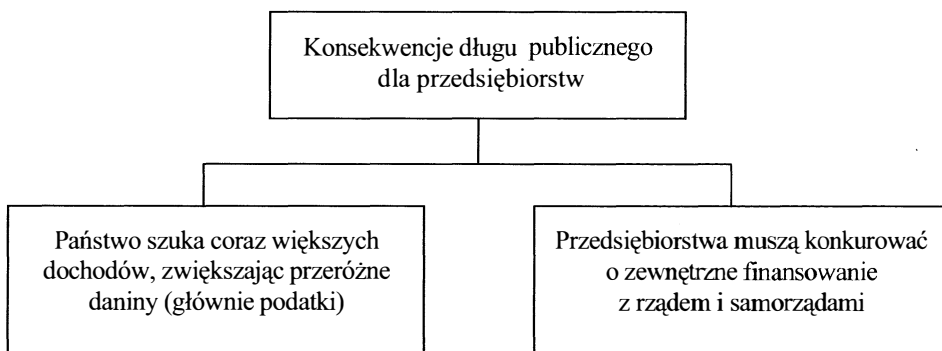 Konsekwencje długu publicznego
dla przedsiębiorstw
Państwo szuka coraz większych
dochodów, zwiększając przeróżne
daniny (głównie podatki)
Przedsiębiorstwa muszą konkurować
o zewnętrzne finansowanie
z rządem i samorządami